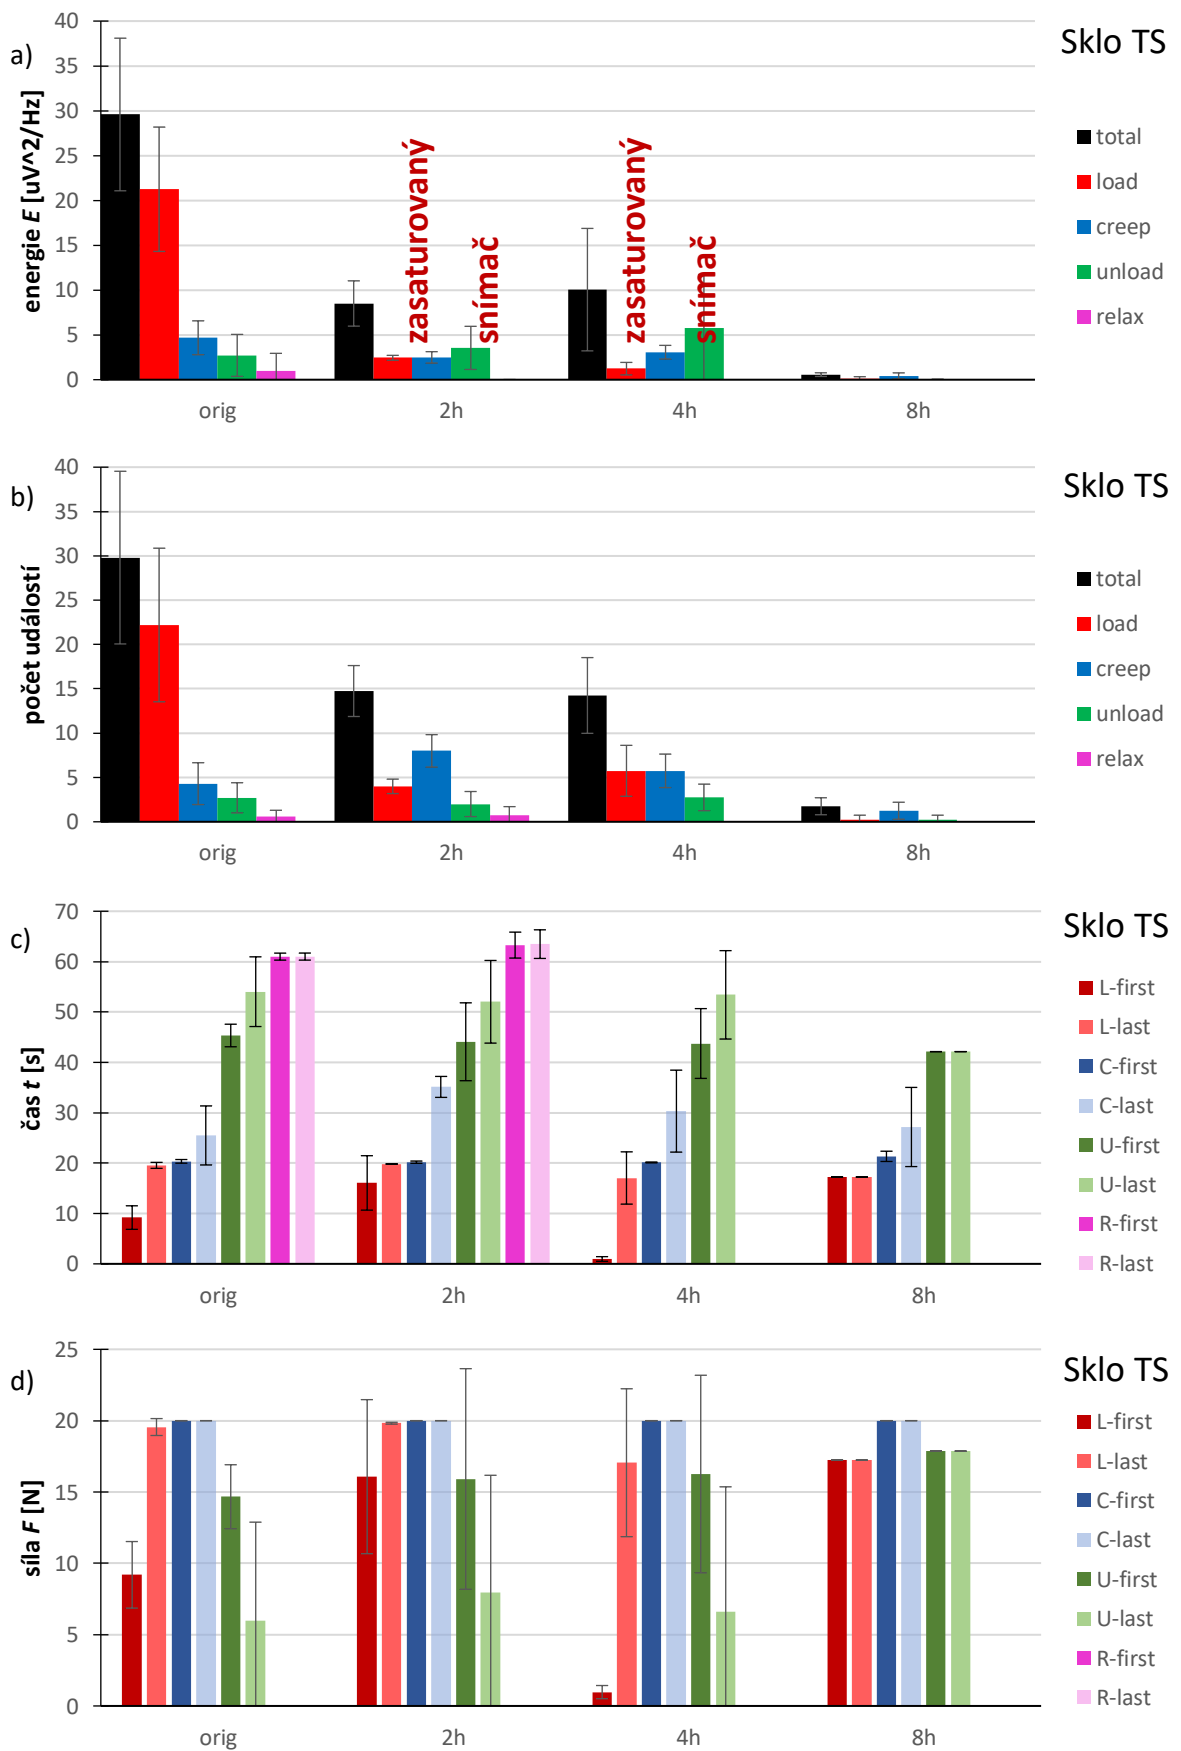 a)
Sklo TS
energie E [uV^2/Hz]
40
35
30
25
20
15
10
5
0
zasaturovaný
snímač
zasaturovaný
snímač
orig
2h
4h
8h
total
load
creep
unload
relax
b)
Sklo TS
počet událostí
40
35
30
25
20
15
10
5
0
orig
2h
4h
8h
total
load
creep
unload
relax
c)
Sklo TS
čas t [s]
70
60
50
40
30
20
10
0
orig
2h
4h
8h
L-first
L-last
C-first
C-last
U-first
U-last
R-first
R-last
d)
Sklo TS
síla F [N]
25
20
15
10
5
0
orig
2h
4h
8h
L-first
L-last
C-first
C-last
U-first
U-last
R-first
R-last